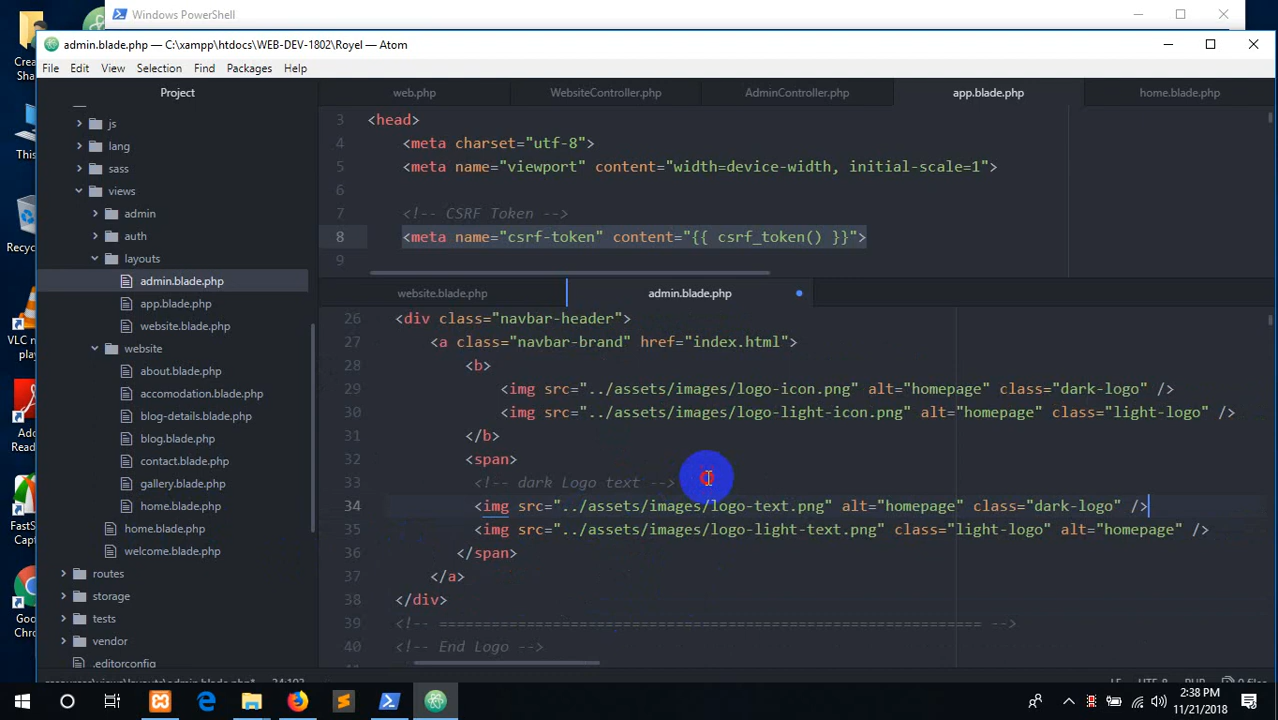 Windows PowerShell
admin.blade.php — C:\xampp\htdocs\WEB-DEV-1802\Royel — Atom
File Edit View Selection Find Packages Help
Project
js
lang
sass
views
admin
auth
layouts
admin.blade.php
app.blade.php
website.blade.php
website
about.blade.php
accomodation.blade.php
blog-details.blade.php
blog.blade.php
contact.blade.php
gallery.blade.php
home.blade.php
home.blade.php
welcome.blade.php
routes
storage
tests
vendor
.editorconfig
web.php WebsiteController.php AdminController.php app.blade.php home.blade.php
3 <head>
4 <meta charset="utf-8">
5 <meta name="viewport" content="width=device-width, initial-scale=1">
6
7 <!-- CSRF Token -->
8 <meta name="csrf-token" content="{{ csrf_token() }}">
9
website.blade.php admin.blade.php
26 <div class="navbar-header">
27 <a class="navbar-brand" href="index.html">
28 <b>
29 <img src="../assets/images/logo-icon.png" alt="homepage" class="dark-logo" />
30 <img src="../assets/images/logo-light-icon.png" alt="homepage" class="light-logo" />
31 </b>
32 <span>
33 <!-- dark Logo text -->
34 <img src="../assets/images/logo-text.png" alt="homepage" class="dark-logo" />
35 <img src="../assets/images/logo-light-text.png" class="light-logo" alt="homepage" />
36 </span>
37 </a>
38 </div>
39 <!-- ============================================================== -->
40 <!-- End Logo -->
2:38 PM
11/21/2018